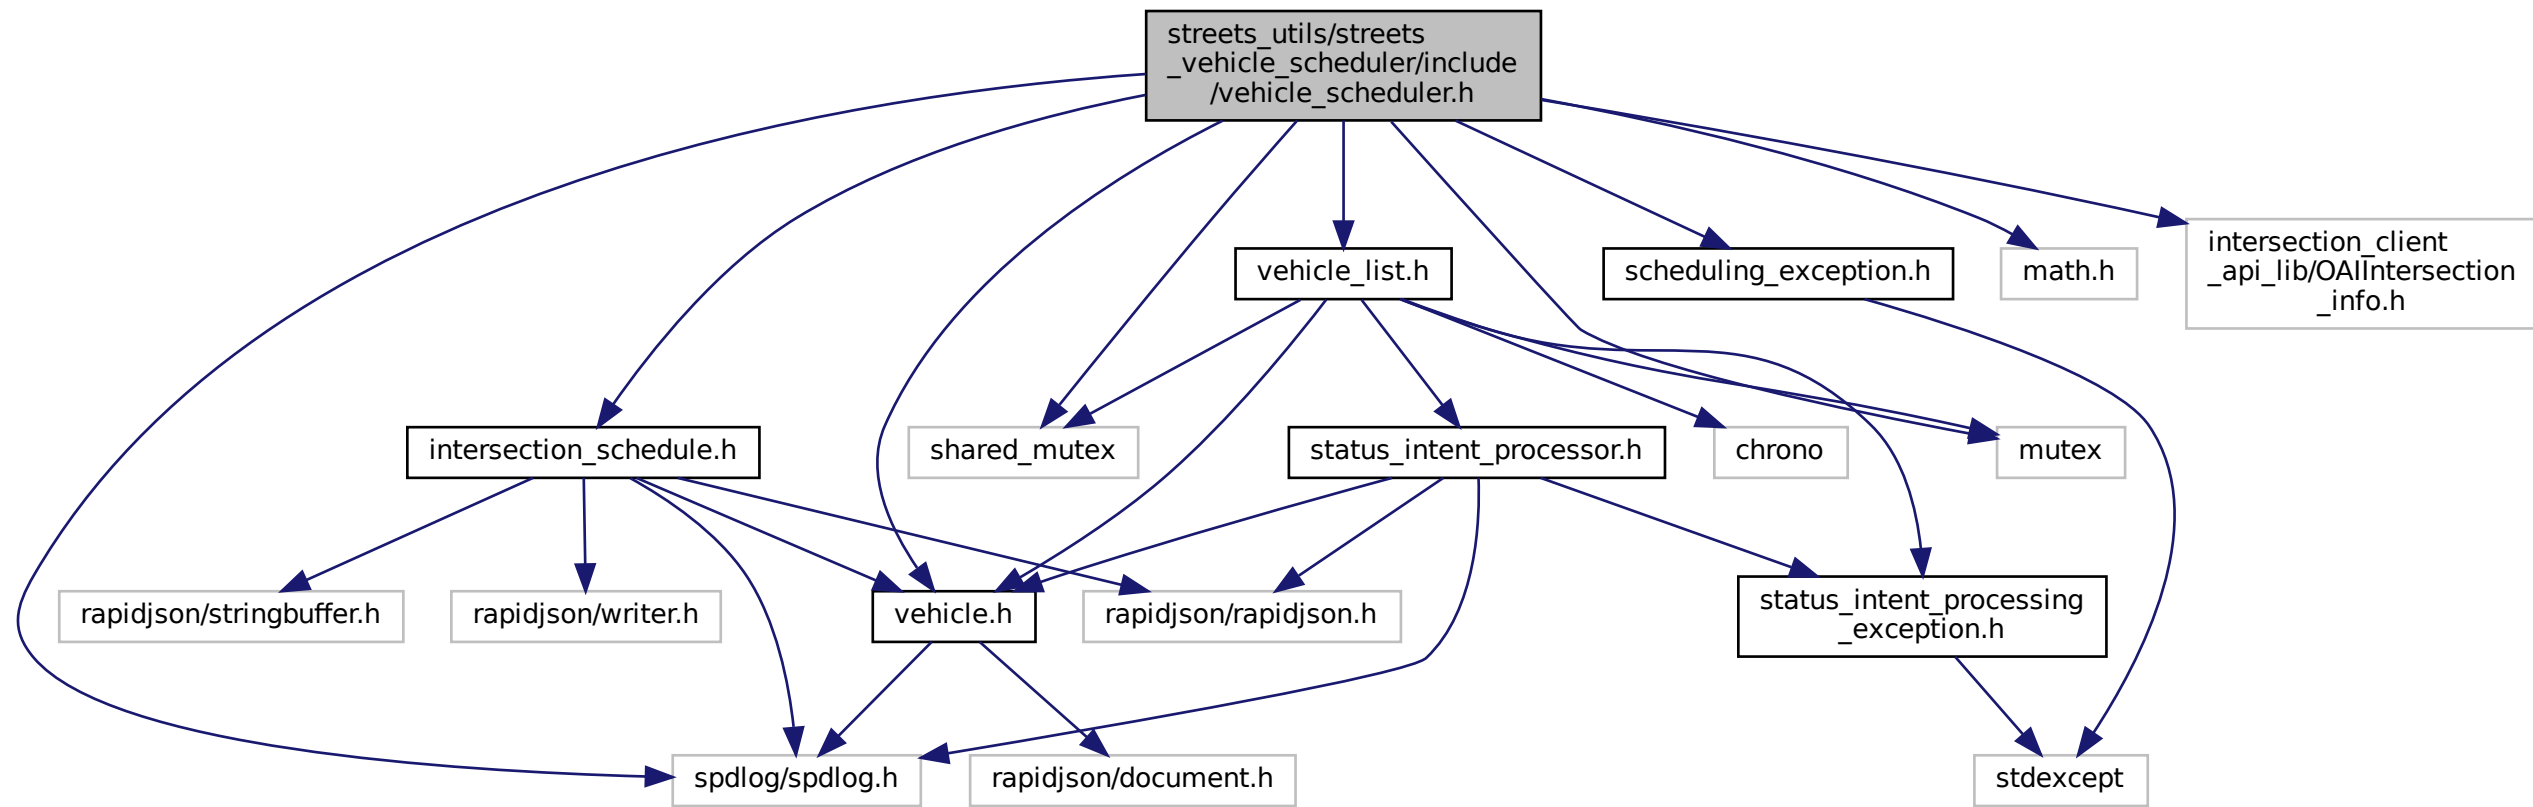 streets_utils/streets
_vehicle_scheduler/include
/vehicle_scheduler.h
intersection_client
_api_lib/OAIIntersection
_info.h
vehicle_list.h
scheduling_exception.h
math.h
intersection_schedule.h
shared_mutex
status_intent_processor.h
chrono
mutex
rapidjson/stringbuffer.h
rapidjson/writer.h
vehicle.h
rapidjson/rapidjson.h
status_intent_processing
_exception.h
spdlog/spdlog.h
rapidjson/document.h
stdexcept